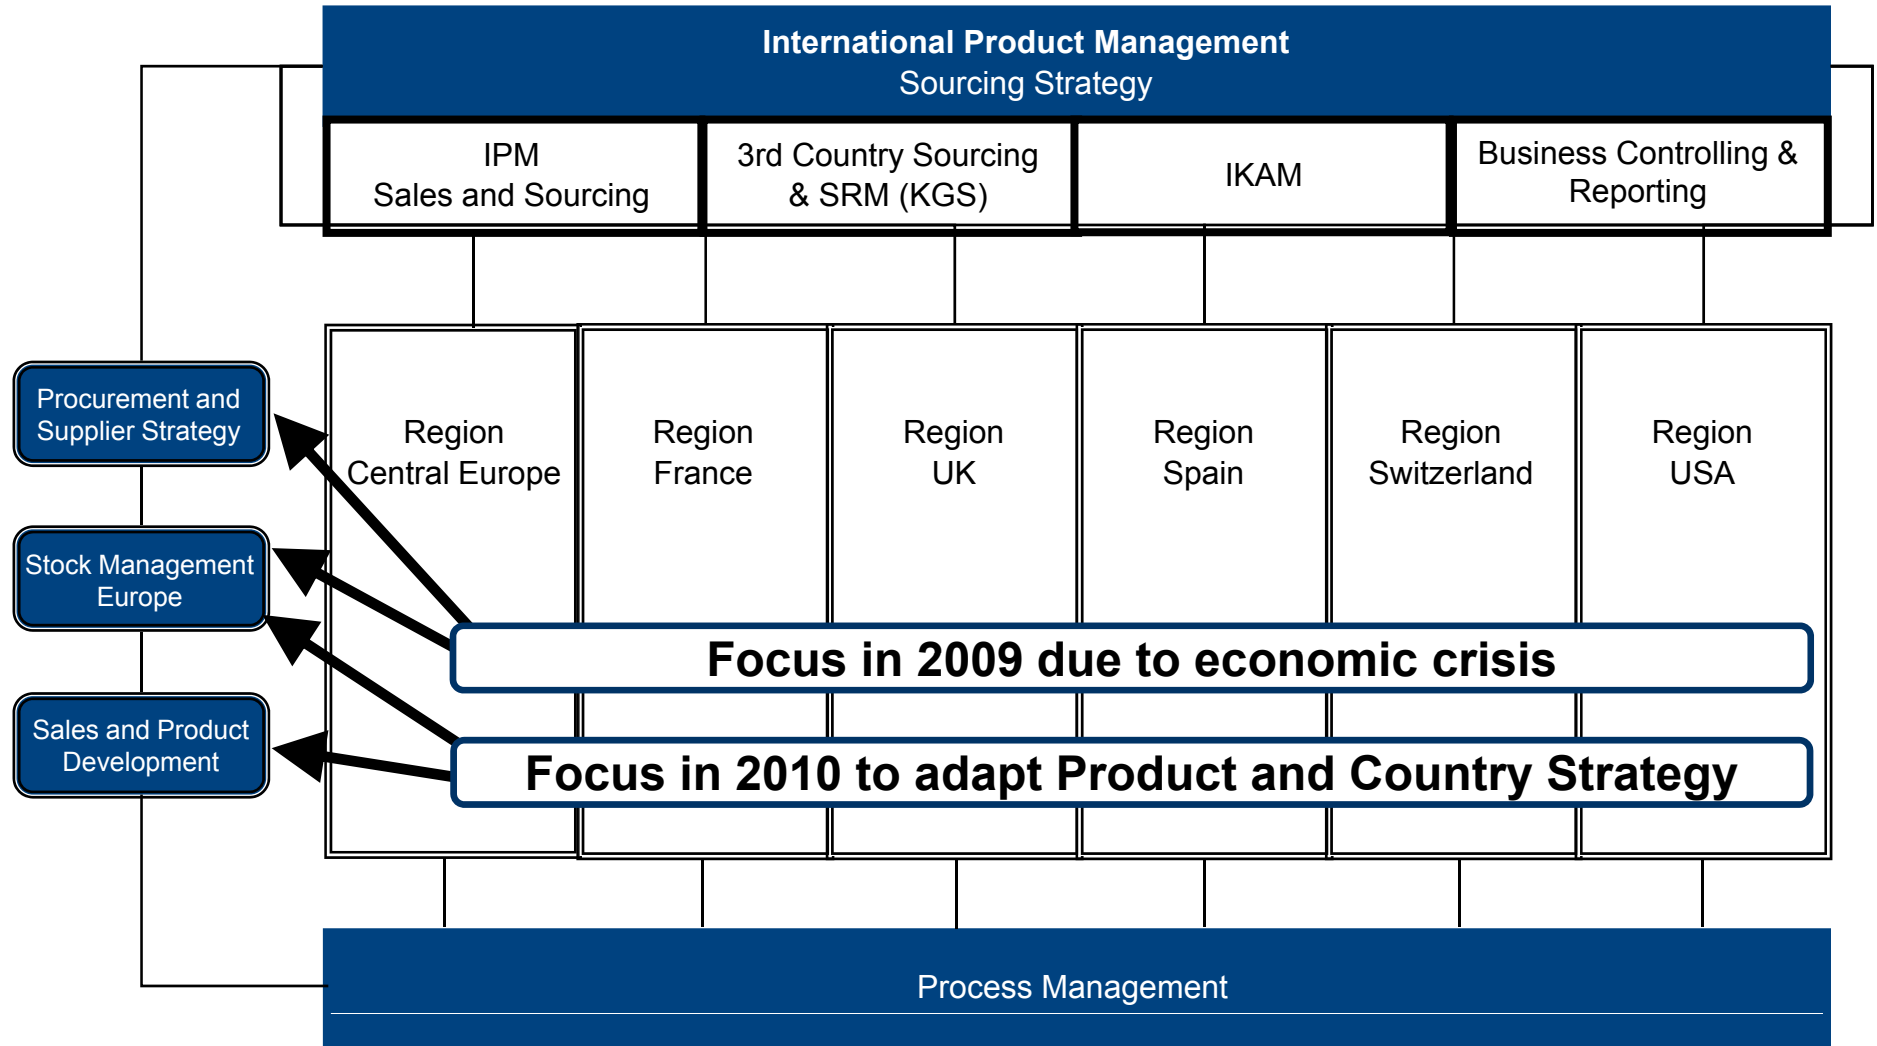 International Product Management
Sourcing Strategy
IPM
Sales and Sourcing
3rd Country Sourcing
& SRM (KGS)
IKAM
Business Controlling &
Reporting
Procurement and
Supplier Strategy
Stock Management
Europe
Sales and Product
Development
Region
Central Europe
Region
France
Region
UK
Region
Spain
Region
Switzerland
Region
USA
Focus in 2009 due to economic crisis
Focus in 2010 to adapt Product and Country Strategy
Process Management